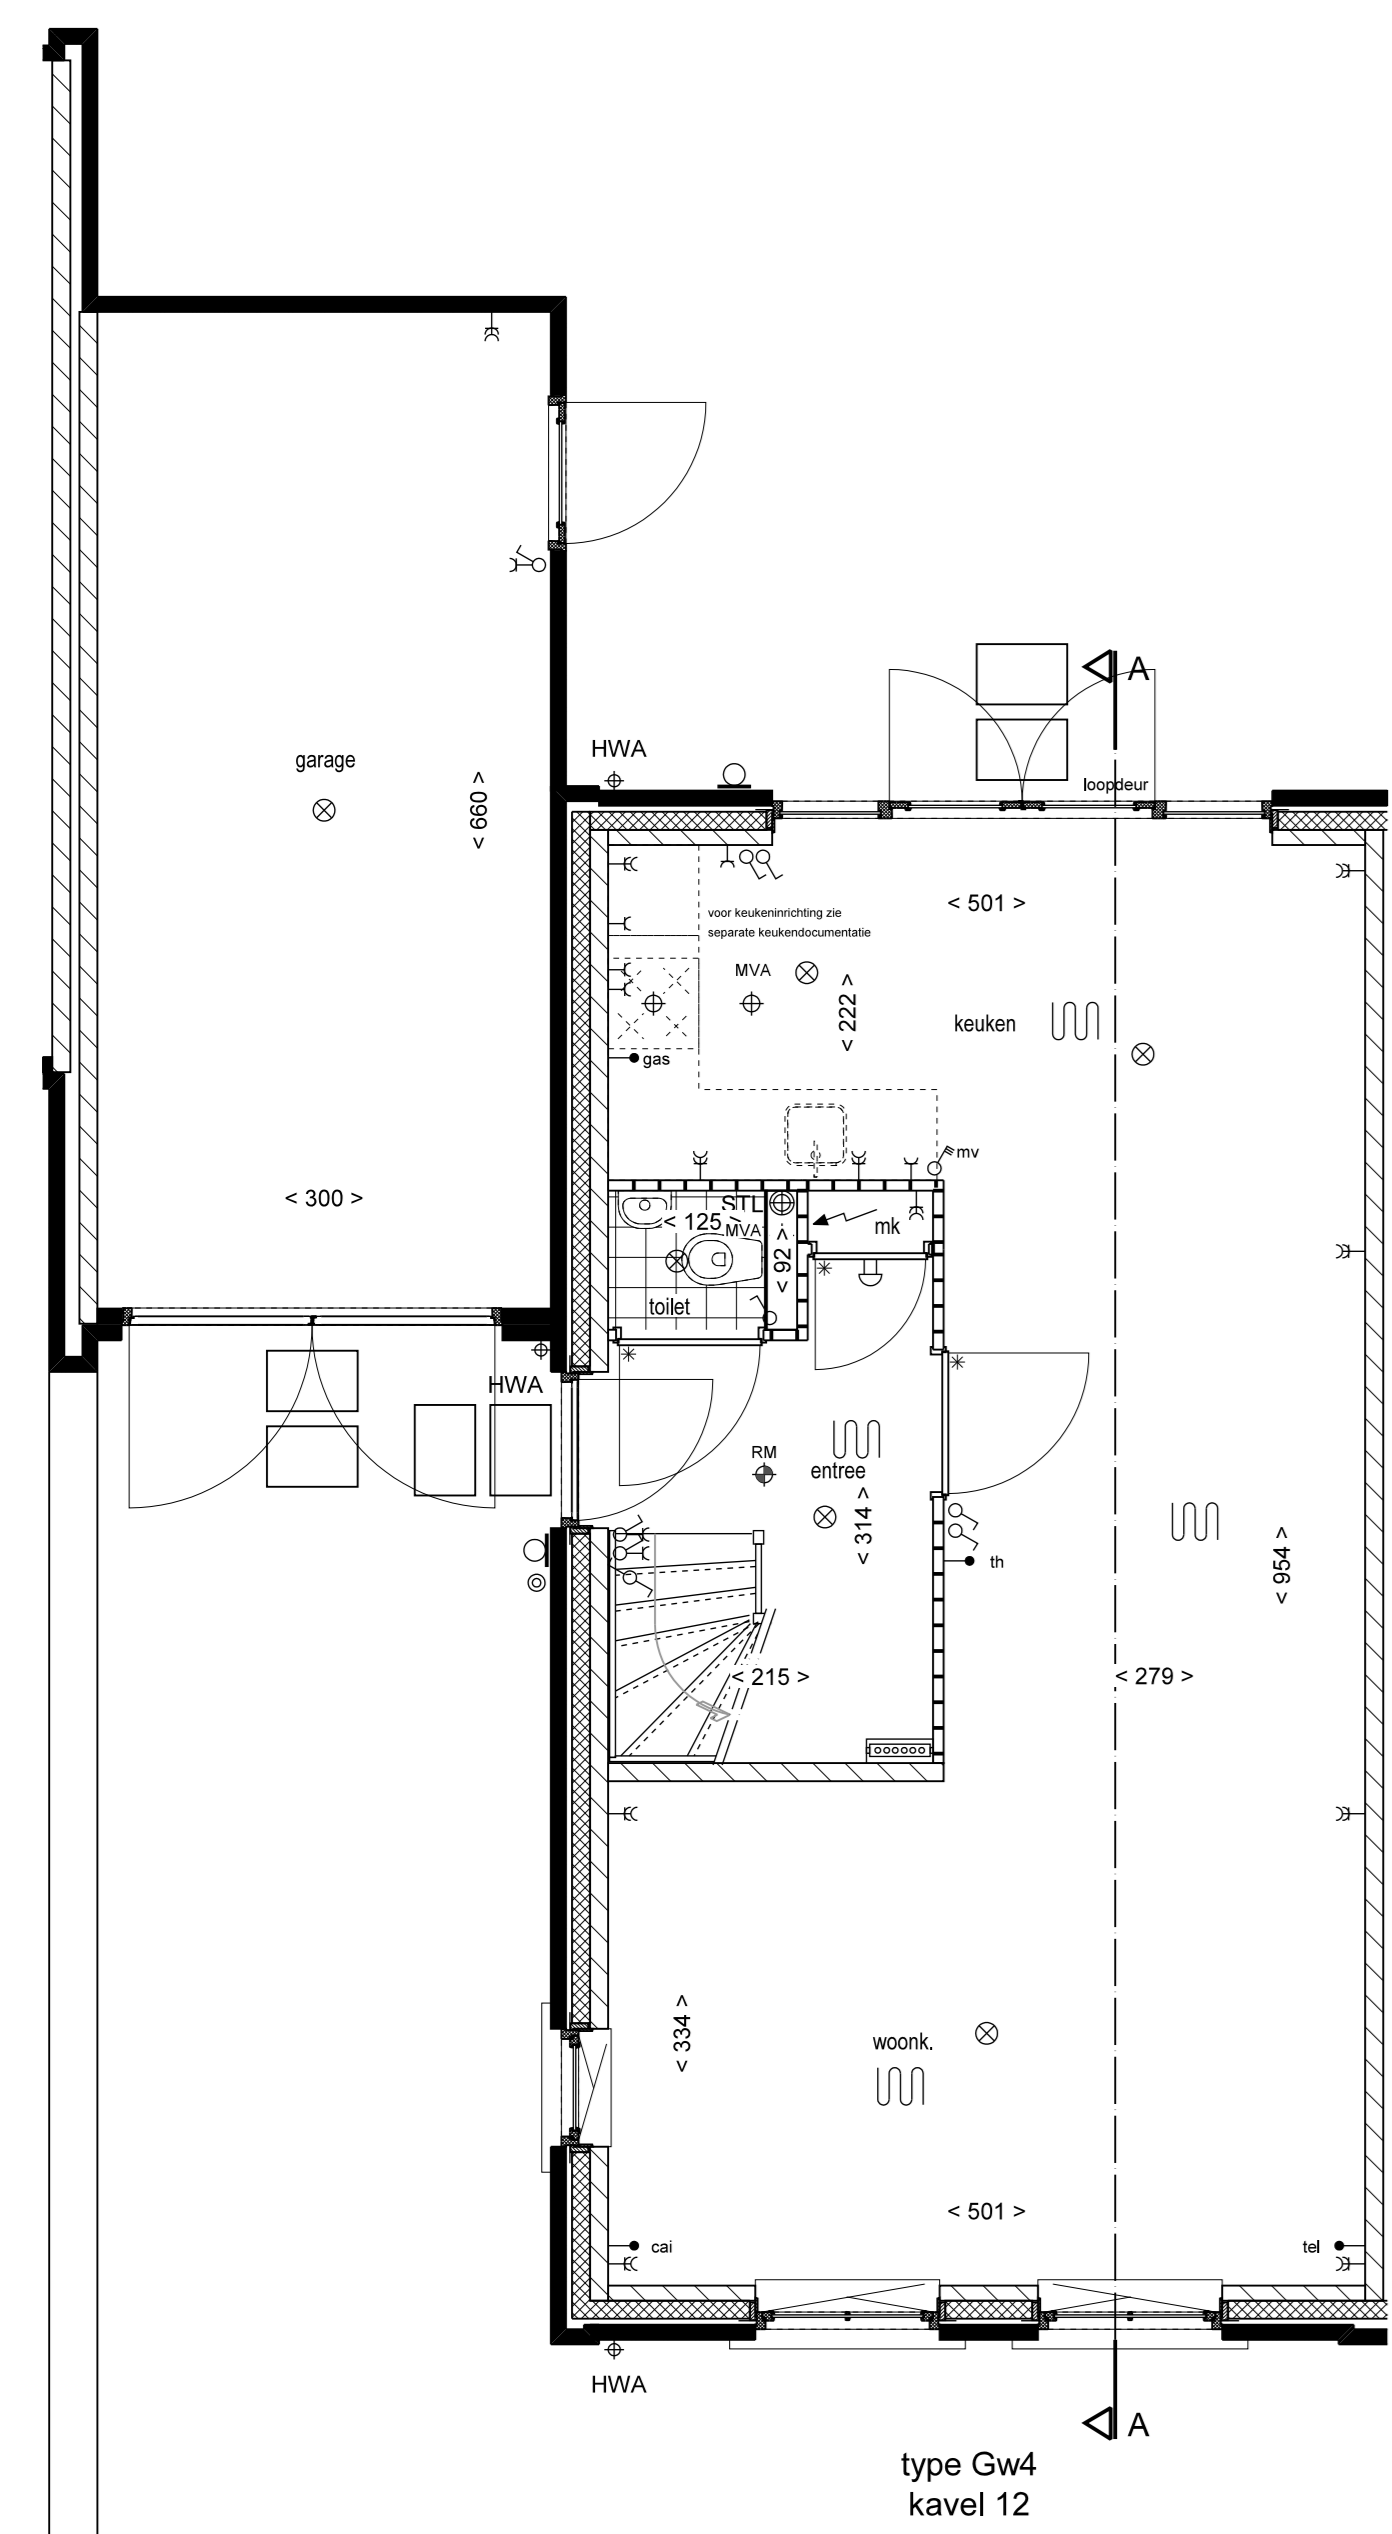 A
HWA
garage
< 660 >
loopdeur
< 501 >
voor keukeninrichting zie
separate keukendocumentatie
MVA
< 222 >
keuken
gas
mv
< 300 >
STL
< 125 >
MVA
< 92 >
mk
toilet
HWA
RM
entree
< 314 >
th
< 954 >
< 215 >
< 279 >
< 334 >
woonk.
< 501 >
cai
tel
HWA
A
type Gw4
kavel 12